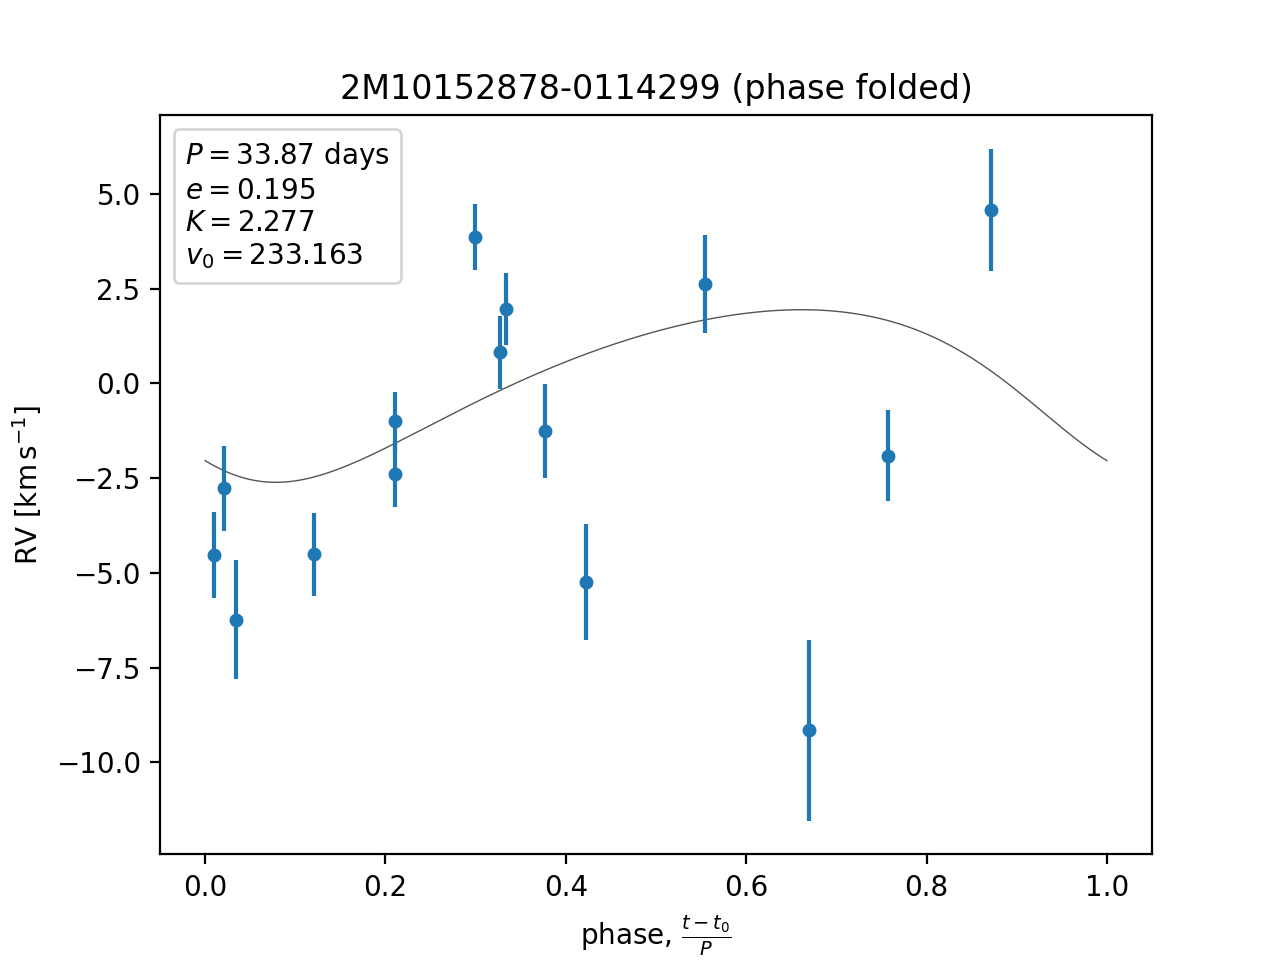 2M10152878-0114299 (phase folded)
P = 33.87 days
e = 0.195
K = 2.277
v₀ = 233.163
5.0
2.5
0.0
−2.5
−5.0
−7.5
−10.0
RV [km s⁻¹]
0.0 0.2 0.4 0.6 0.8 1.0
phase, (t − t₀)/P